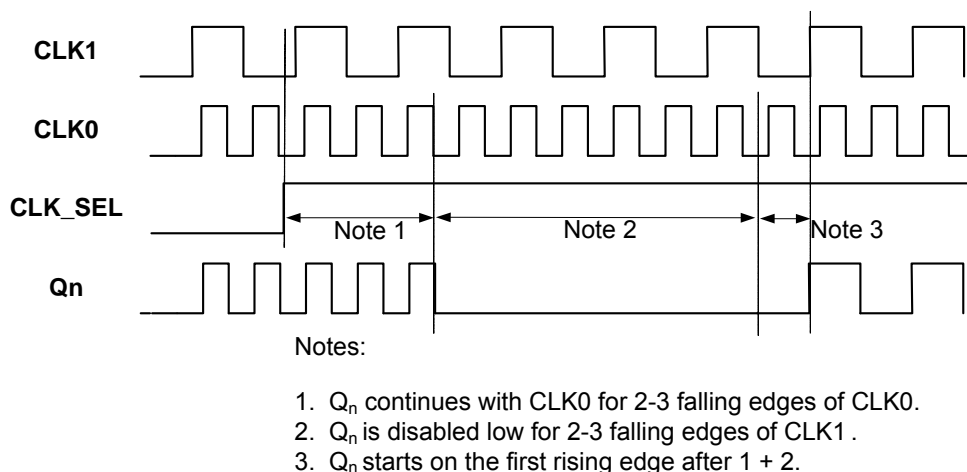 CLK1
CLK0
CLK_SEL
Note 1
Note 2
Note 3
Qn
Notes:
1. Qn continues with CLK0 for 2-3 falling edges of CLK0.
2. Qn is disabled low for 2-3 falling edges of CLK1 .
3. Qn starts on the first rising edge after 1 + 2.